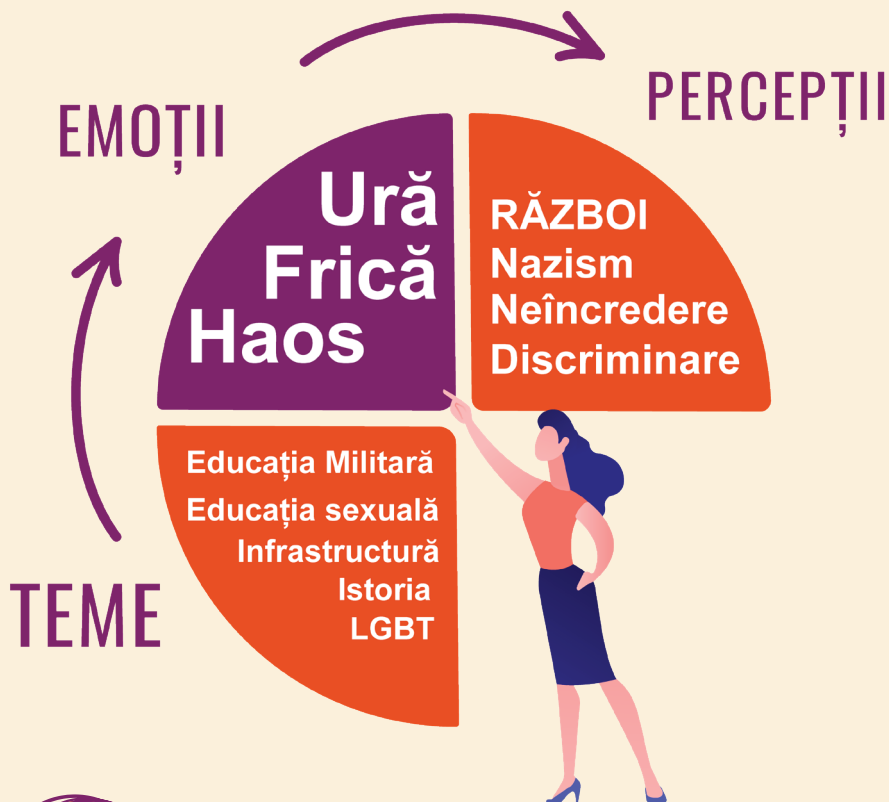 EMOȚII
PERCEPȚII
Ură
Frică
Haos
RĂZBOI
Nazism
Neîncredere
Discriminare
Educația Militară
Educația sexuală
Infrastructură
Istoria
LGBT
TEME